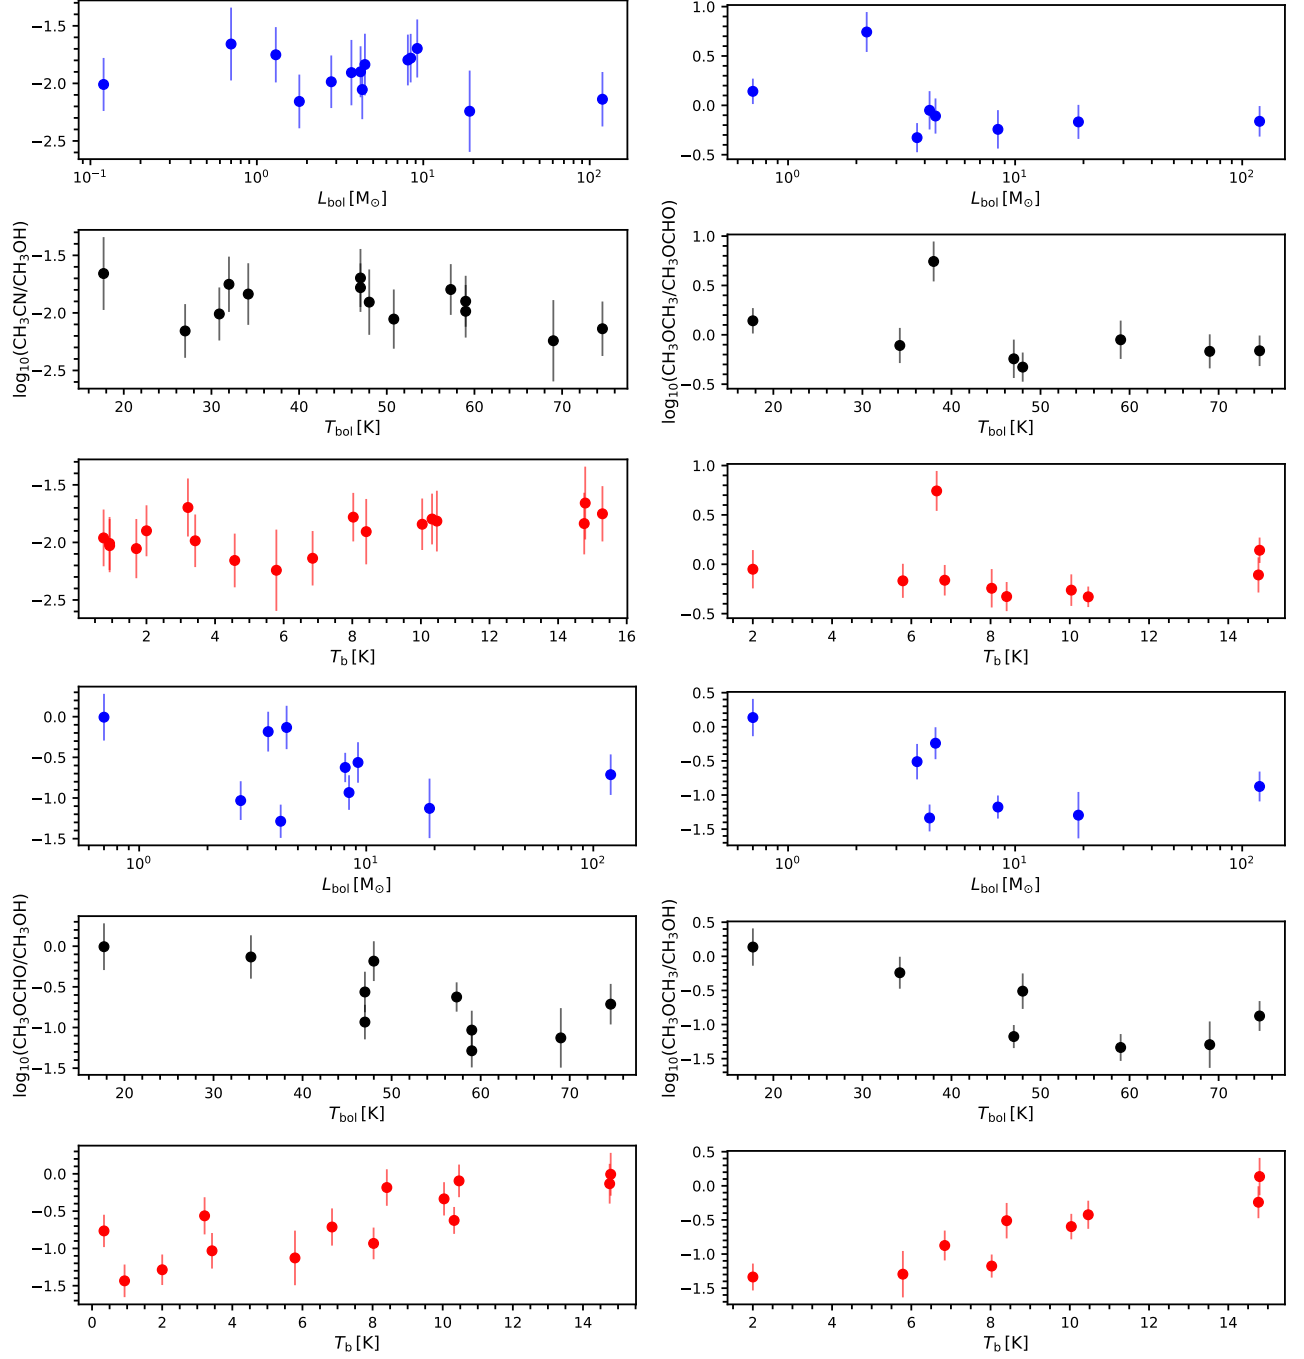 −1.5
−2.0
−2.5
10⁻¹ 10⁰ 10¹ 10²
L_bol [M_⊙]
1.0
0.5
0.0
−0.5
10⁰ 10¹ 10²
L_bol [M_⊙]
log₁₀(CH₃CN/CH₃OH)
−1.5
−2.0
−2.5
20 30 40 50 60 70
T_bol [K]
log₁₀(CH₃OCH₃/CH₃OCHO)
1.0
0.5
0.0
−0.5
20 30 40 50 60 70
T_bol [K]
−1.5
−2.0
−2.5
2 4 6 8 10 12 14 16
T_b [K]
1.0
0.5
0.0
−0.5
2 4 6 8 10 12 14
T_b [K]
0.0
−0.5
−1.0
−1.5
10⁰ 10¹ 10²
L_bol [M_⊙]
0.5
0.0
−0.5
−1.0
−1.5
10⁰ 10¹ 10²
L_bol [M_⊙]
log₁₀(CH₃OCHO/CH₃OH)
0.0
−0.5
−1.0
−1.5
20 30 40 50 60 70
T_bol [K]
log₁₀(CH₃OCH₃/CH₃OH)
0.5
0.0
−0.5
−1.0
−1.5
20 30 40 50 60 70
T_bol [K]
0.0
−0.5
−1.0
−1.5
0 2 4 6 8 10 12 14
T_b [K]
0.5
0.0
−0.5
−1.0
−1.5
2 4 6 8 10 12 14
T_b [K]